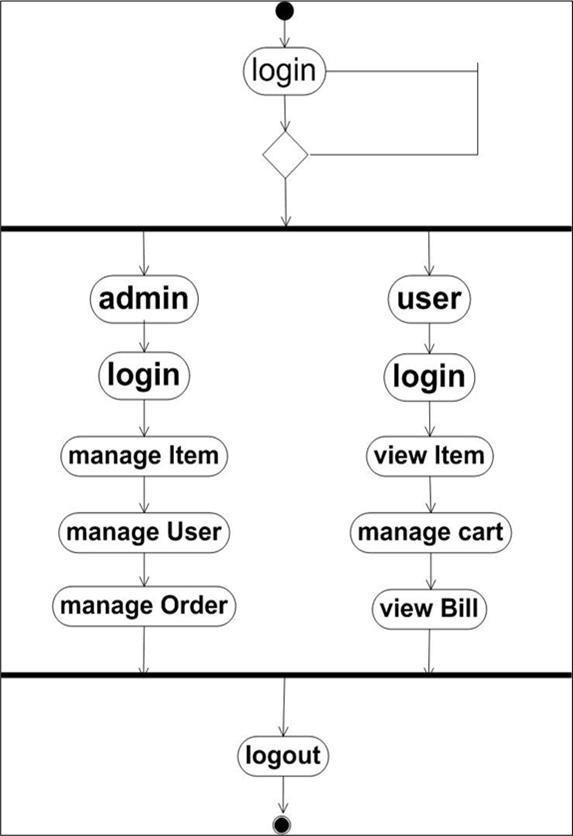 login
admin
user
login
login
manage Item
view Item
manage User
manage cart
manage Order
view Bill
logout